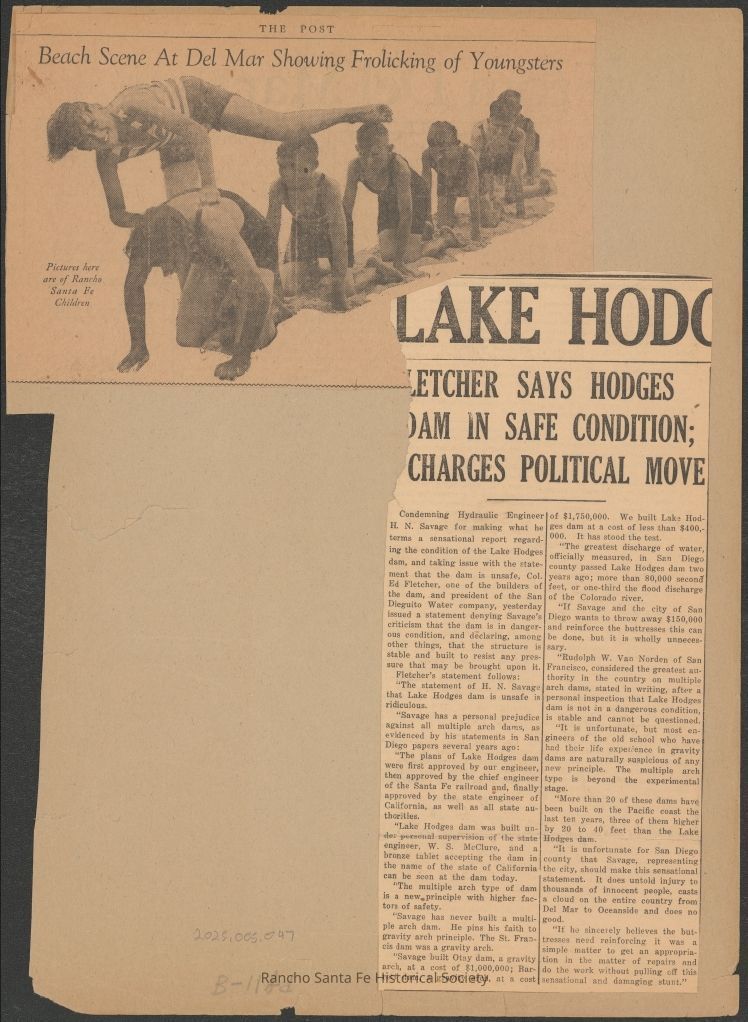 THE POST
Beach Scene At Del Mar Showing Frolicking of Youngsters
Pictures here
are of Rancho
Santa Fe
Children
LAKE HODG
LETCHER SAYS HODGES
DAM IN SAFE CONDITION;
CHARGES POLITICAL MOVE
Condemning Hydraulic Engineer
H. N. Savage for making what he
terms a sensational report regard-
ing the condition of the Lake Hodges
dam, and taking issue with the state-
ment that the dam is unsafe, Col.
Ed Fletcher, one of the builders of
the dam, and president of the San
Dieguito Water company, yesterday
issued a statement denying Savage's
criticism that the dam is in danger-
ous condition, and declaring, among
other things, that the structure is
stable and built to resist any pres-
sure that may be brought upon it.
Fletcher's statement follows:
"The statement of H. N. Savage
that Lake Hodges dam is unsafe is
ridiculous.
"Savage has a personal prejudice
against all multiple arch dams, as
evidenced by his statements in San
Diego papers several years ago:
"The plans of Lake Hodges dam
were first approved by our engineer,
then approved by the chief engineer
of the Santa Fe railroad and, finally
approved by the state engineer of
California, as well as all state au-
thorities.
"Lake Hodges dam was built un-
der personal supervision of the state
engineer, W. S. McClure, and a
bronze tablet accepting the dam in
the name of the state of California
can be seen at the dam today.
"The multiple arch type of dam
is a new principle with higher fac-
tors of safety.
"Savage has never built a multi-
ple arch dam. He pins his faith to
gravity arch principle. The St. Fran-
cis dam was a gravity arch.
"Savage built Otay dam, a gravity
arch, at a cost of $1,000,000; Bar-
at a cost
of $1,750,000. We built Lake Hod-
ges dam at a cost of less than $400,-
000. It has stood the test.
"The greatest discharge of water,
officially measured, in San Diego
county passed Lake Hodges dam two
years ago; more than 80,000 second
feet, or one-third the flood discharge
of the Colorado river.
"If Savage and the city of San
Diego wants to throw away $150,000
and reinforce the buttresses this can
be done, but it is wholly unneces-
sary.
"Rudolph W. Van Norden of San
Francisco, considered the greatest au-
thority in the country on multiple
arch dams, stated in writing, after a
personal inspection that Lake Hodges
dam is not in a dangerous condition,
is stable and cannot be questioned.
"It is unfortunate, but most en-
gineers of the old school who have
had their life experience in gravity
dams are naturally suspicious of any
new principle. The multiple arch
type is beyond the experimental
stage.
"More than 20 of these dams have
been built on the Pacific coast the
last ten years, three of them higher
by 20 to 40 feet than the Lake
Hodges dam.
"It is unfortunate for San Diego
county that Savage, representing
the city, should make this sensational
statement. It does untold injury to
thousands of innocent people, casts
a cloud on the entire country from
Del Mar to Oceanside and does no
good.
"If he sincerely believes the but-
tresses need reinforcing it was a
simple matter to get an appropria-
tion in the matter of repairs and
do the work without pulling off this
sensational and damaging stunt."
2025.005.047
Rancho Santa Fe Historical Society